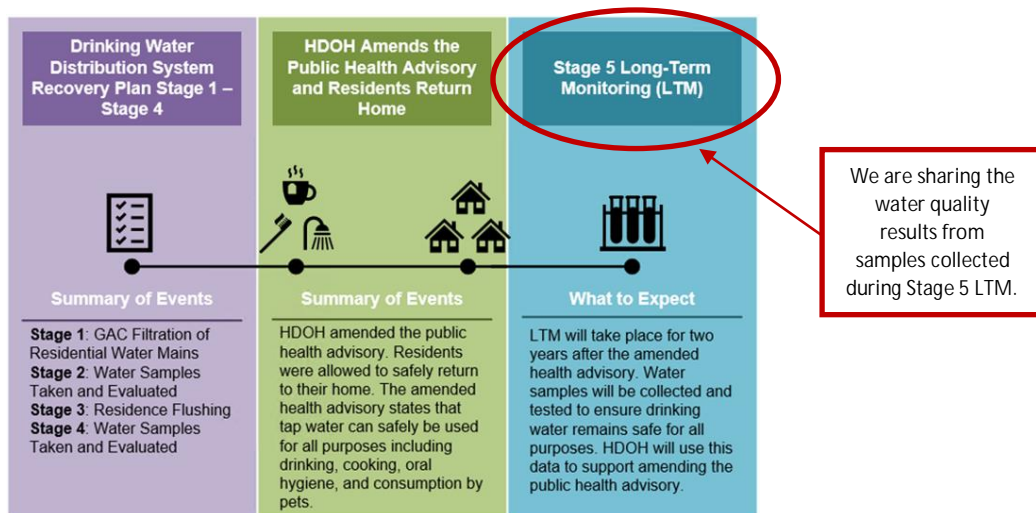 Drinking Water
Distribution System
Recovery Plan Stage 1 –
Stage 4
Summary of Events
Stage 1: GAC Filtration of
Residential Water Mains
Stage 2: Water Samples
Taken and Evaluated
Stage 3: Residence Flushing
Stage 4: Water Samples
Taken and Evaluated
HDOH Amends the
Public Health Advisory
and Residents Return
Home
Summary of Events
HDOH amended the public
health advisory. Residents
were allowed to safely return
to their home. The amended
health advisory states that
tap water can safely be used
for all purposes including
drinking, cooking, oral
hygiene, and consumption by
pets.
Stage 5 Long-Term
Monitoring (LTM)
What to Expect
LTM will take place for two
years after the amended
health advisory. Water
samples will be collected and
tested to ensure drinking
water remains safe for all
purposes. HDOH will use this
data to support amending the
public health advisory.
We are sharing the
water quality
results from
samples collected
during Stage 5 LTM.